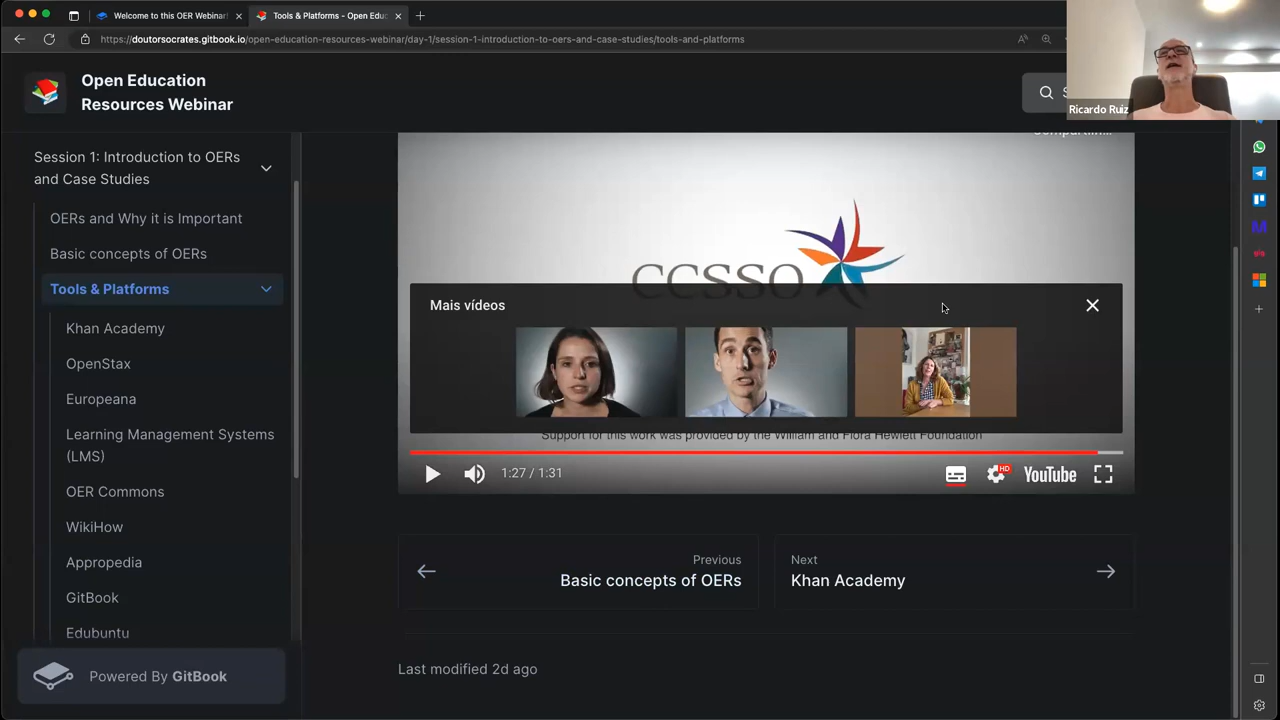 Welcome to this OER Webinar!
Tools & Platforms - Open Educ
https://doutorsocrates.gitbook.io/open-education-resources-webinar/day-1/session-1-introduction-to-oers-and-case-studies/tools-and-platforms
Open Education
Resources Webinar
S
Ricardo Ruiz
Session 1: Introduction to OERs
and Case Studies
OERs and Why it is Important
Basic concepts of OERs
Tools & Platforms
Khan Academy
OpenStax
Europeana
Learning Management Systems
(LMS)
OER Commons
WikiHow
Appropedia
GitBook
Edubuntu
Powered By GitBook
CCSSO
Mais vídeos
Support for this work was provided by the William and Flora Hewlett Foundation
1:27 / 1:31
HD
YouTube
Previous
Basic concepts of OERs
Next
Khan Academy
Last modified 2d ago